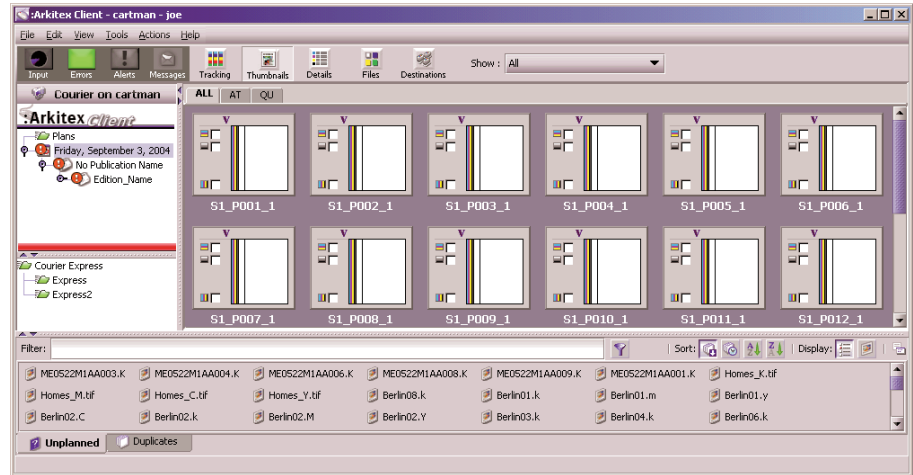 :Arkitex Client - cartman - joe
File Edit View Tools Actions Help
Input Errors Alerts Messages Tracking Thumbnails Details Files Destinations Show : All
Courier on cartman
ALL AT QU
:Arkitex Client
Plans
Friday, September 3, 2004
No Publication Name
Edition_Name
V V V V V V
S1_P001_1 S1_P002_1 S1_P003_1 S1_P004_1 S1_P005_1 S1_P006_1
V V V V V V
S1_P007_1 S1_P008_1 S1_P009_1 S1_P010_1 S1_P011_1 S1_P012_1
Courier Express
Express
Express2
Filter: Sort: Display:
ME0522M1AA003.K ME0522M1AA004.K ME0522M1AA006.K ME0522M1AA008.K ME0522M1AA009.K ME0522M1AA001.K Homes_K.tif
Homes_M.tif Homes_C.tif Homes_Y.tif Berlin08.k Berlin01.k Berlin01.m Berlin01.y
Berlin02.C Berlin02.k Berlin02.M Berlin02.Y Berlin03.k Berlin04.k Berlin06.k
Unplanned Duplicates